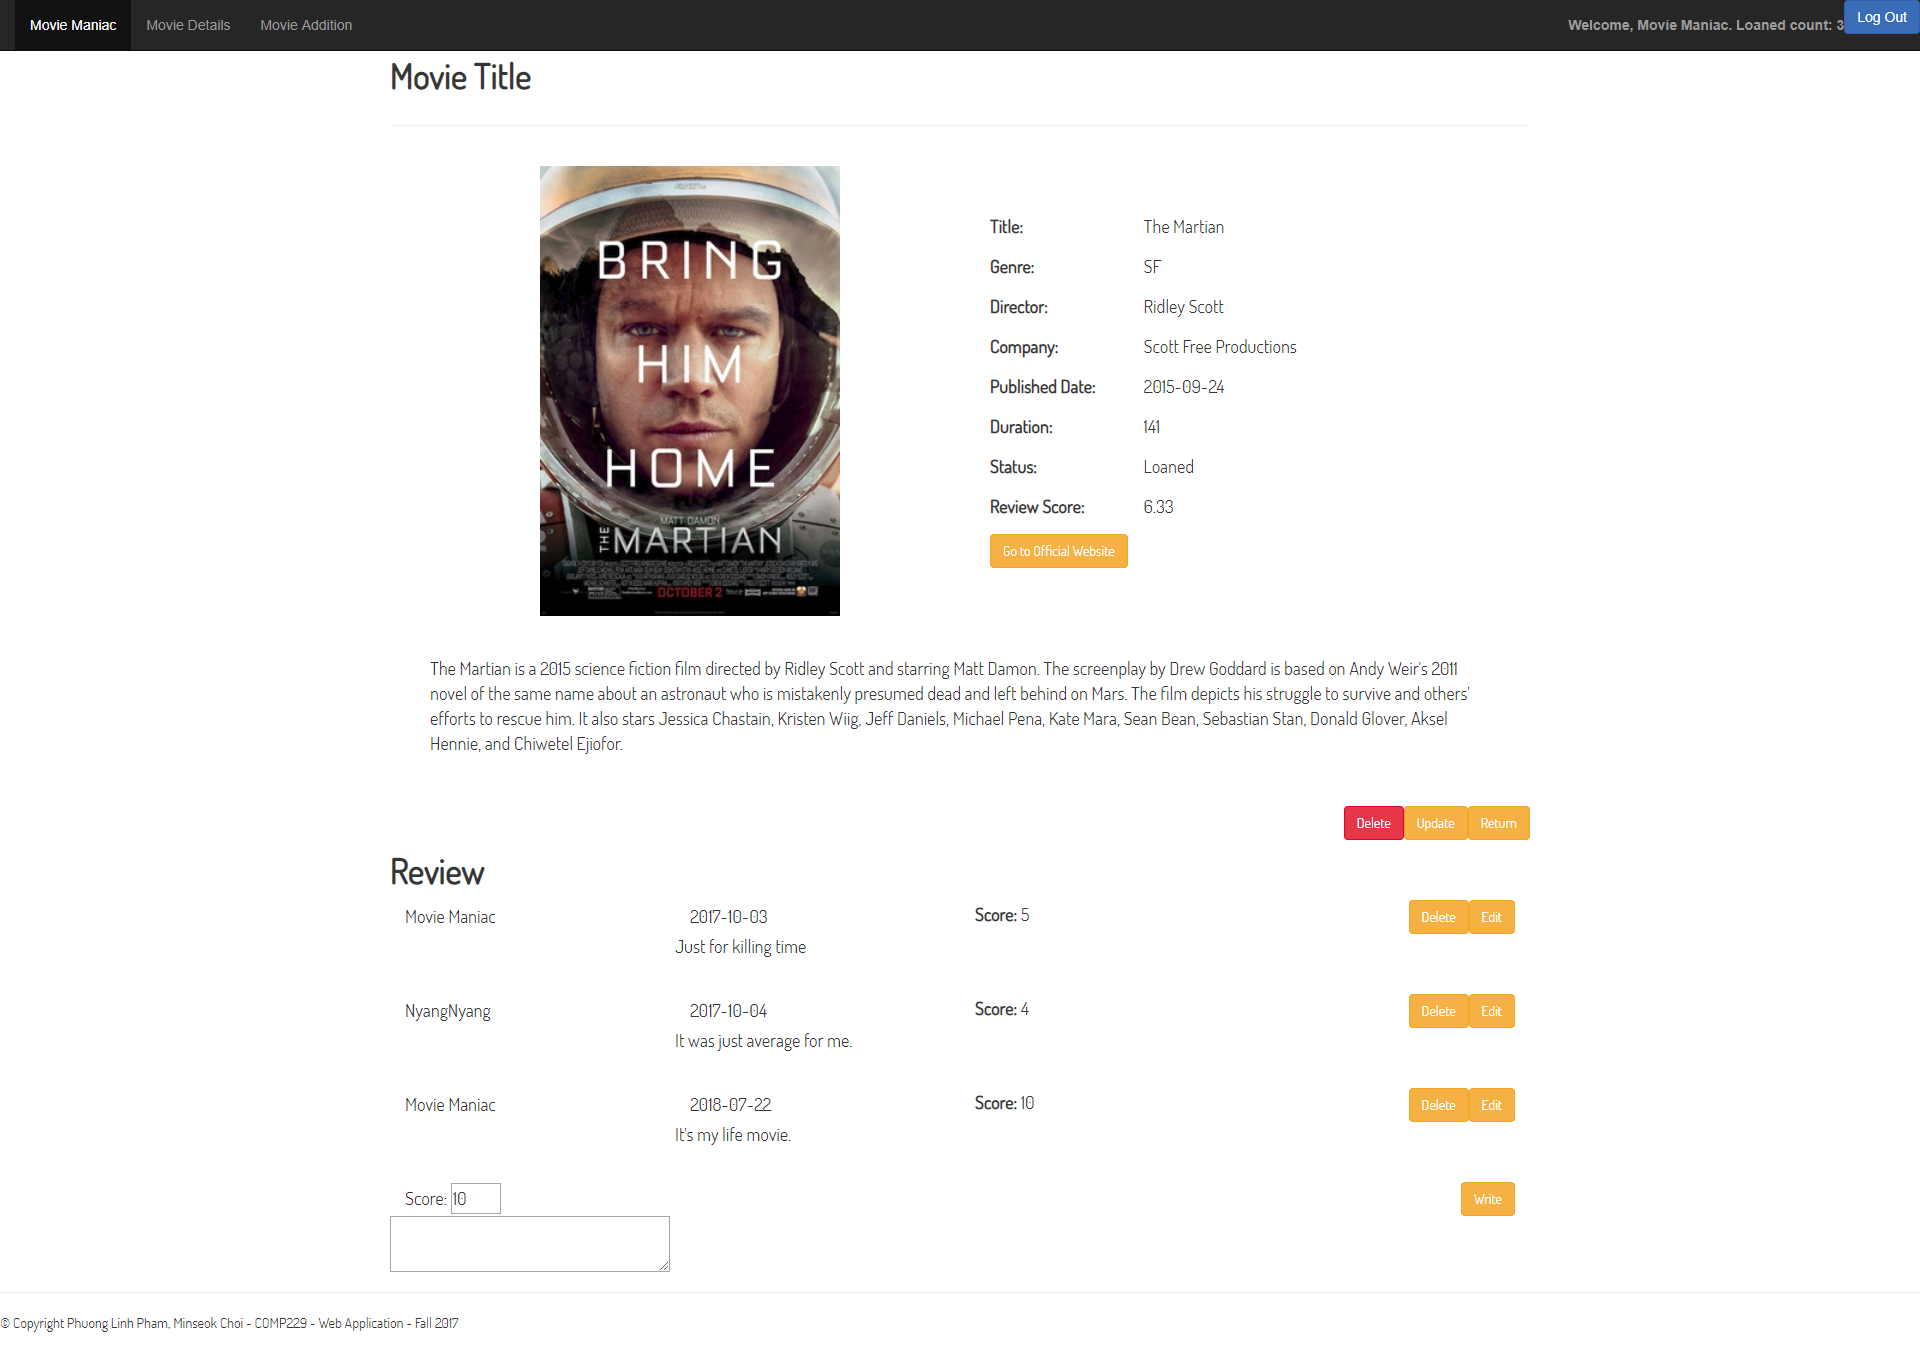 Movie Maniac Movie Details Movie Addition Welcome, Movie Maniac. Loaned count: 3 Log Out
Movie Title
BRING
HIM
HOME
MATT DAMON
THE MARTIAN
OCTOBER 2
Title: The Martian
Genre: SF
Director: Ridley Scott
Company: Scott Free Productions
Published Date: 2015-09-24
Duration: 141
Status: Loaned
Review Score: 6.33
Go to Official Website
The Martian is a 2015 science fiction film directed by Ridley Scott and starring Matt Damon. The screenplay by Drew Goddard is based on Andy Weir's 2011
novel of the same name about an astronaut who is mistakenly presumed dead and left behind on Mars. The film depicts his struggle to survive and others'
efforts to rescue him. It also stars Jessica Chastain, Kristen Wiig, Jeff Daniels, Michael Pena, Kate Mara, Sean Bean, Sebastian Stan, Donald Glover, Aksel
Hennie, and Chiwetel Ejiofor.
Delete Update Return
Review
Movie Maniac 2017-10-03 Score: 5 Delete Edit
Just for killing time
NyangNyang 2017-10-04 Score: 4 Delete Edit
It was just average for me.
Movie Maniac 2018-07-22 Score: 10 Delete Edit
It's my life movie.
Score: 10 Write
© Copyright Phuong Linh Pham, Minseok Choi - COMP229 - Web Application - Fall 2017